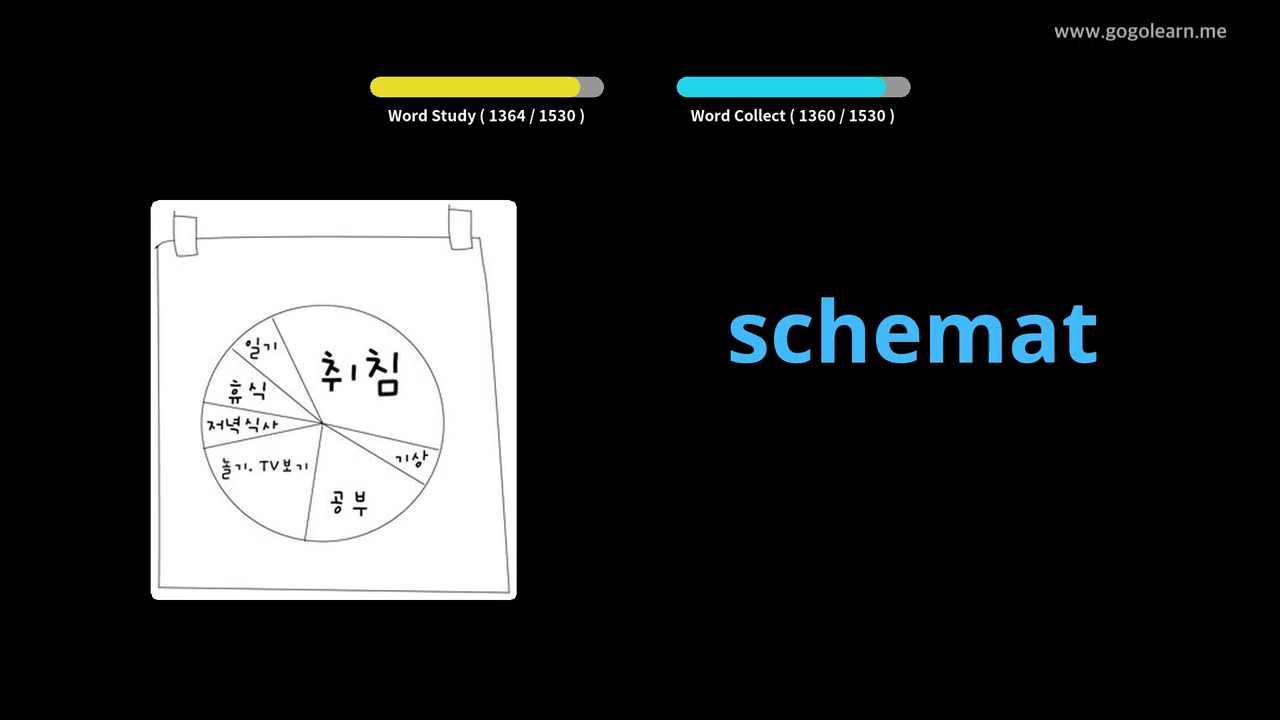 www.gogolearn.me
Word Study ( 1364 / 1530 )
Word Collect ( 1360 / 1530 )
일기
취침
휴식
저녁식사
놀기. TV보기
기상
공부
schemat